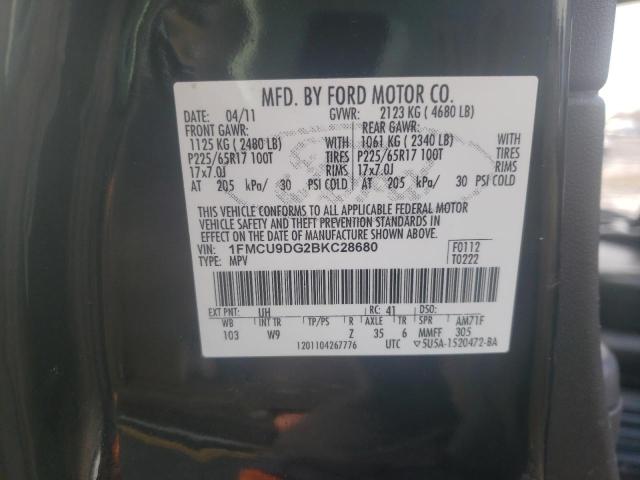 MFD. BY FORD MOTOR CO.
DATE: 04/11 GVWR: 2123 KG ( 4680 LB)
FRONT GAWR: REAR GAWR:
1125 KG ( 2480 LB) WITH 1061 KG ( 2340 LB) WITH
P225/65R17 100T TIRES P225/65R17 100T TIRES
17x7.0J RIMS 17x7.0J RIMS
AT 205 kPa/ 30 PSI COLD AT 205 kPa/ 30 PSI COLD
THIS VEHICLE CONFORMS TO ALL APPLICABLE FEDERAL MOTOR
VEHICLE SAFETY AND THEFT PREVENTION STANDARDS IN
EFFECT ON THE DATE OF MANUFACTURE SHOWN ABOVE.
VIN: 1FMCU9DG2BKC28680 F0112
TYPE: MPV T0222
EXT PNT: UH RC: 41 DSO:
WB INT TR TP/PS R AXLE TR SPR AM71F
103 W9 Z 35 6 MMFF 305
1201104267776 UTC ▽5U5A-1520472-BA